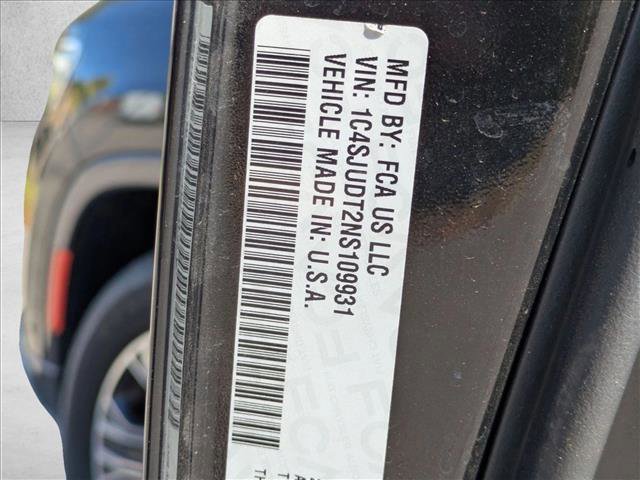 MFD BY: FCA US LLC
VIN: 1C4SJUDT2NS109931
VEHICLE MADE IN: U.S.A.